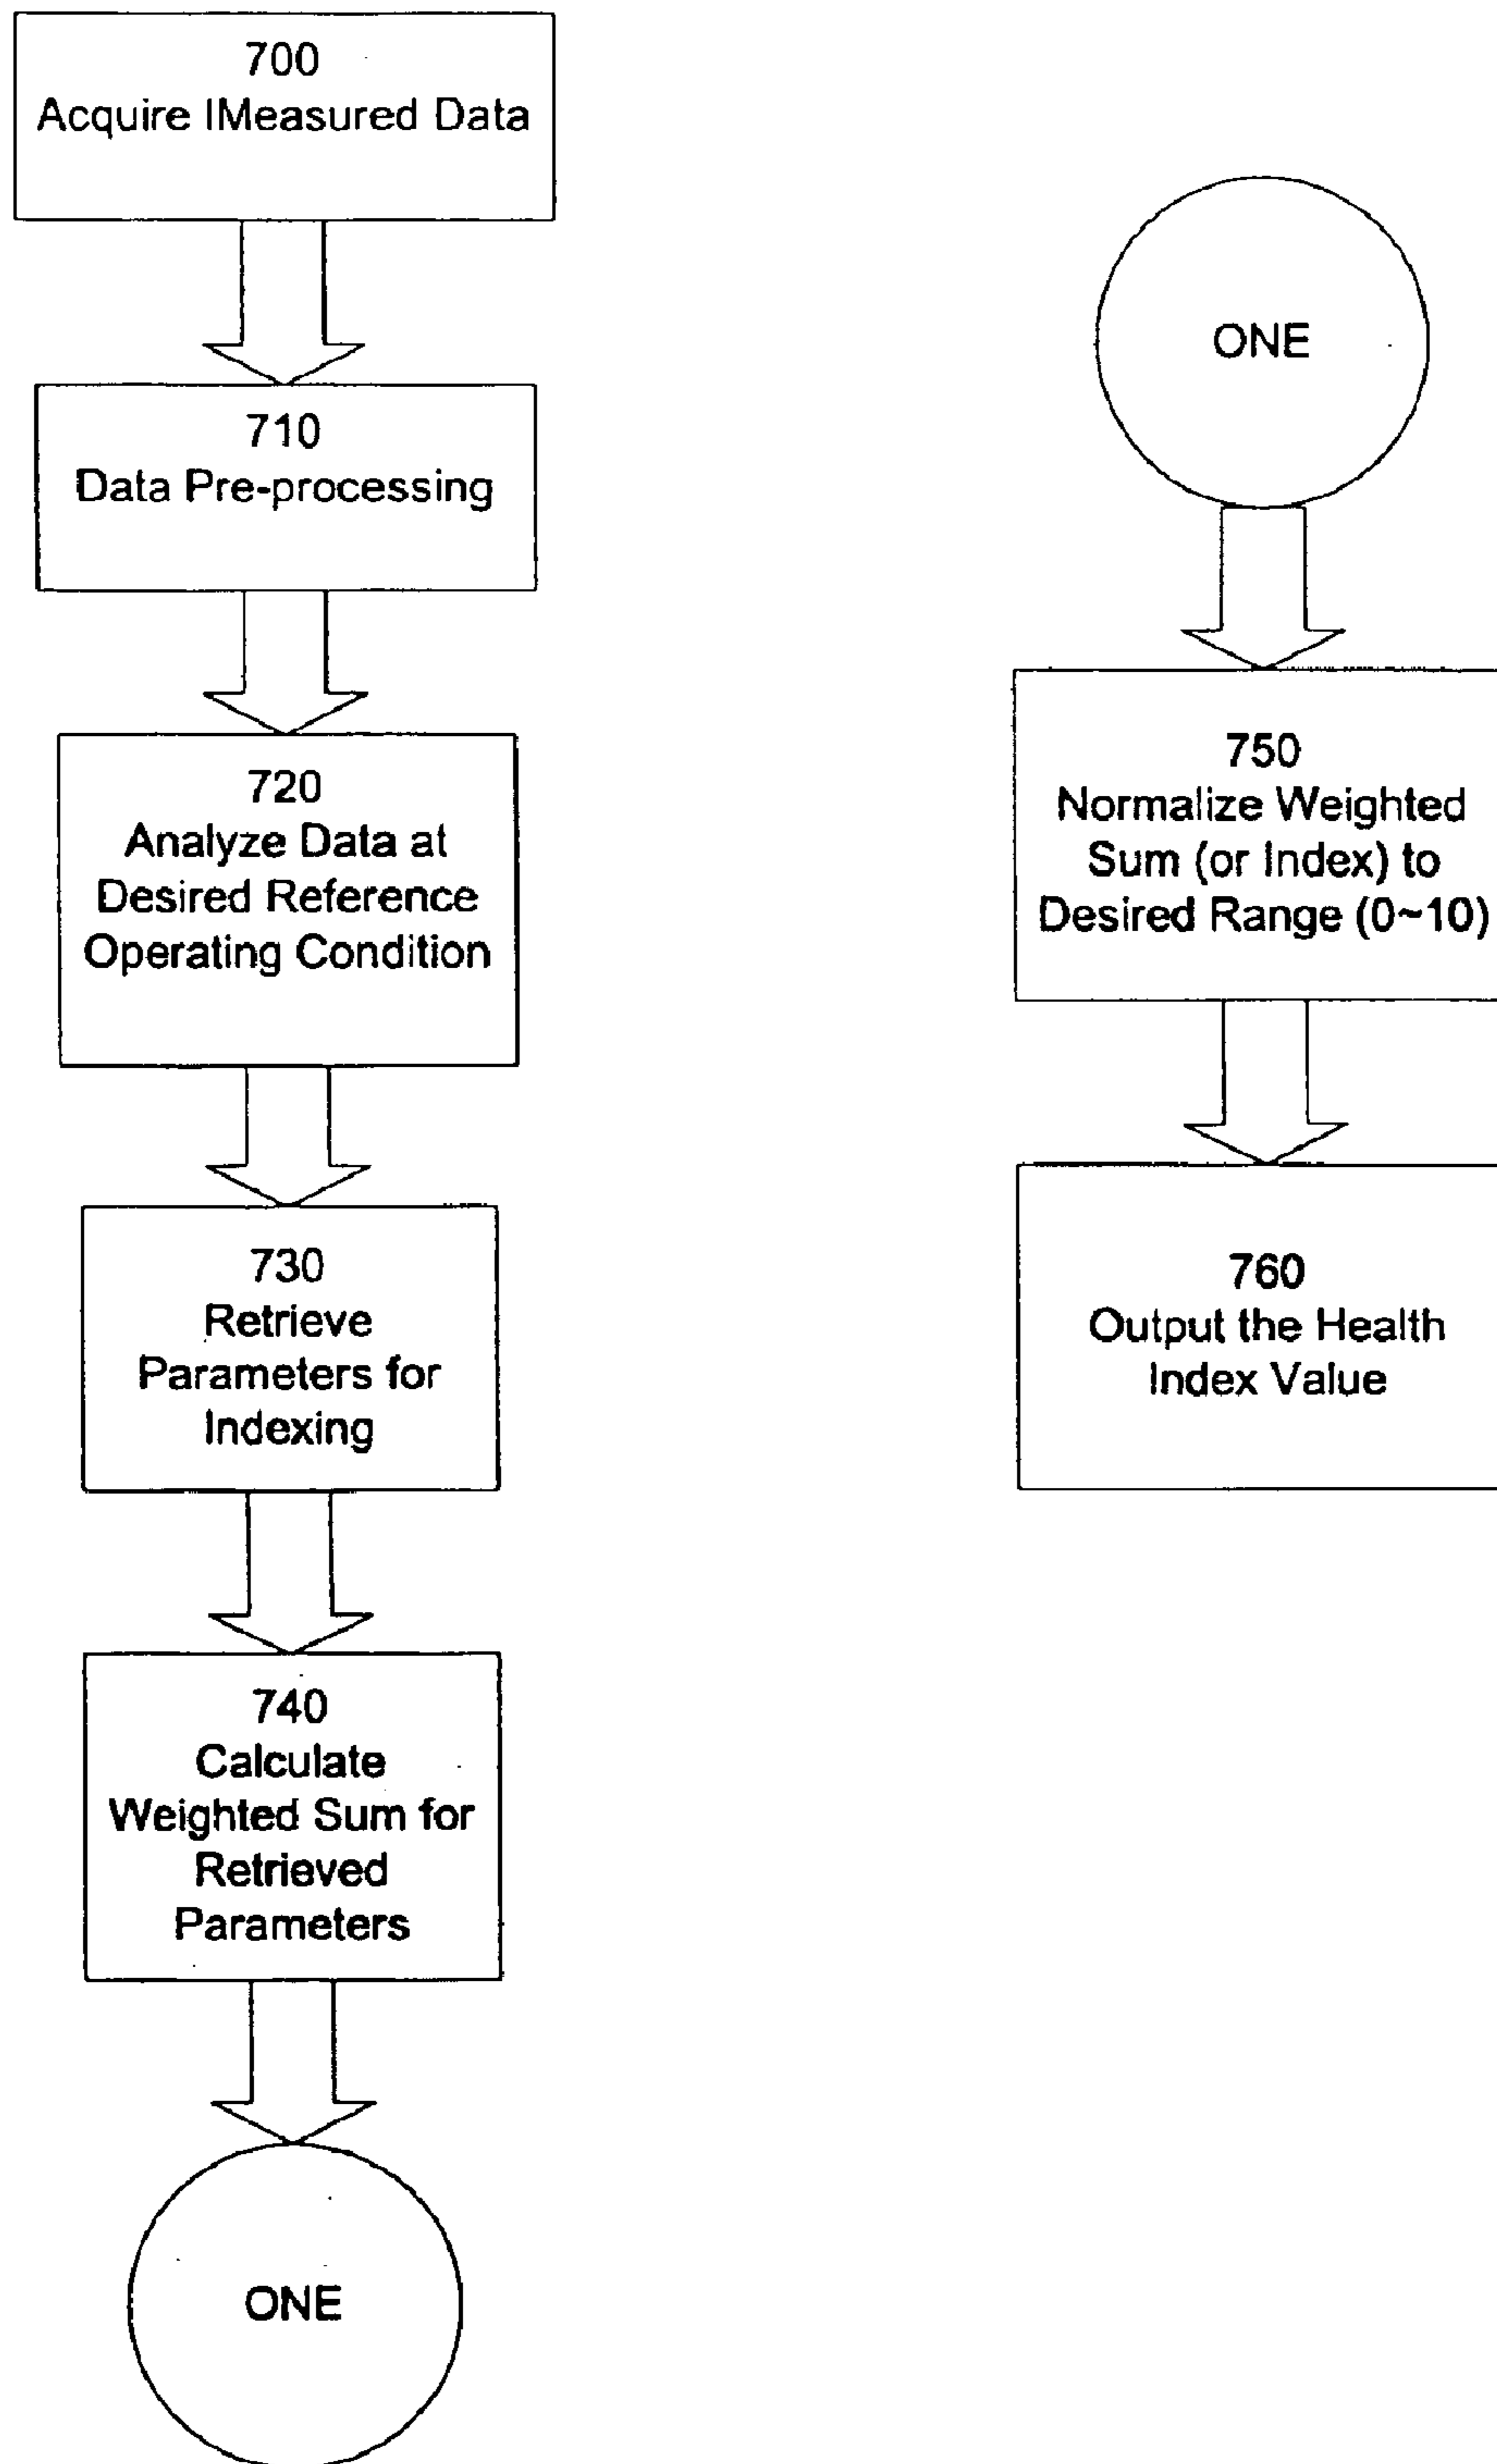 700
Acquire IMeasured Data
710
Data Pre-processing
720
Analyze Data at
Desired Reference
Operating Condition
730
Retrieve
Parameters for
Indexing
740
Calculate
Weighted Sum for
Retrieved
Parameters
ONE
ONE
750
Normalize Weighted
Sum (or Index) to
Desired Range (0~10)
760
Output the Health
Index Value